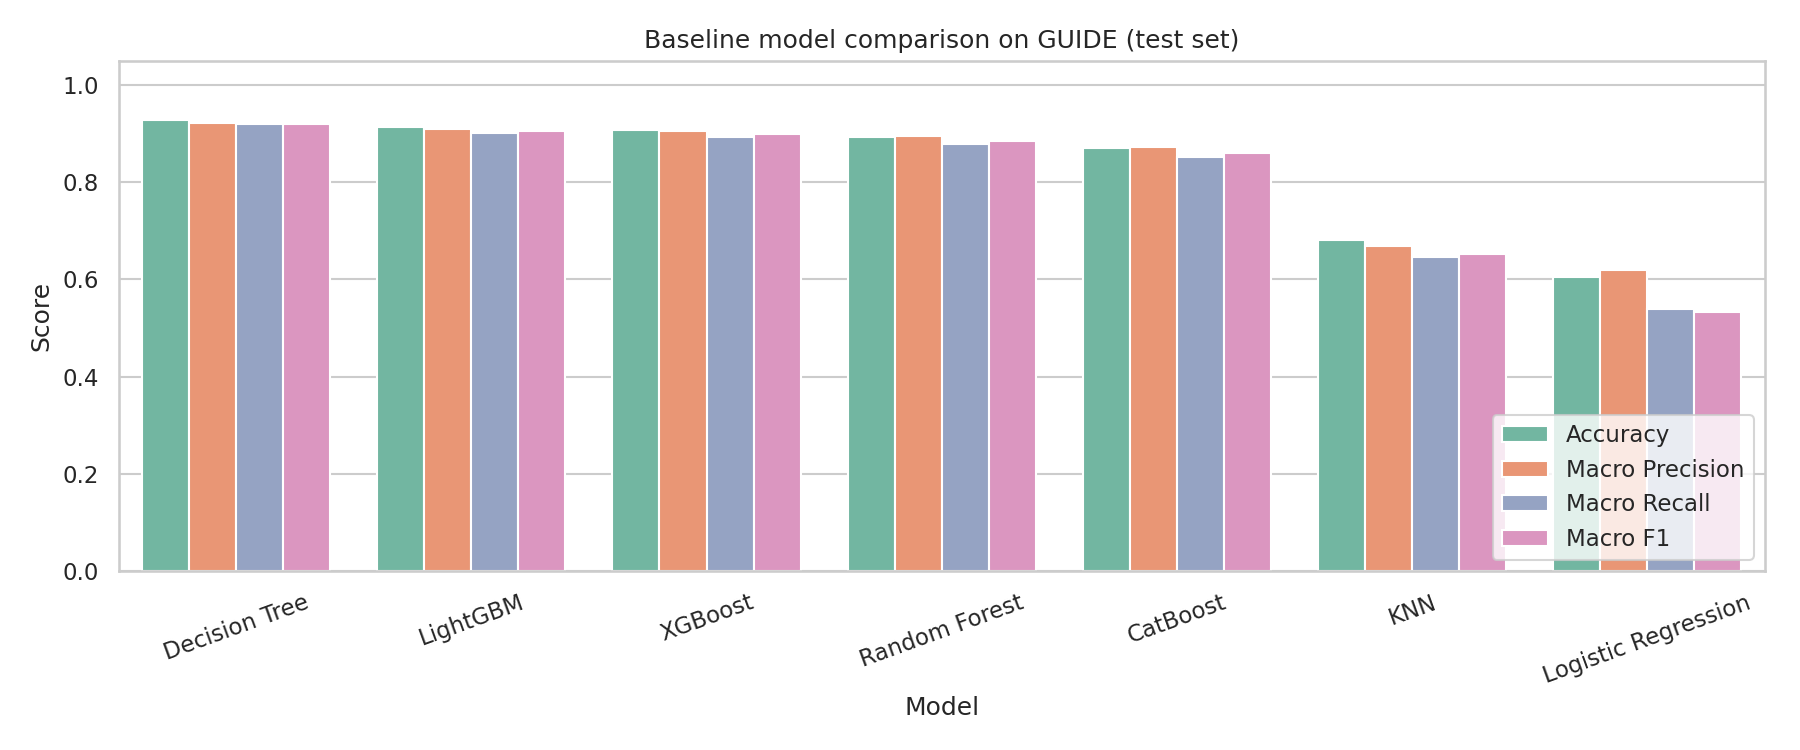 Baseline model comparison on GUIDE (test set)
1.0
0.8
0.6
0.4
0.2
0.0
Score
Accuracy
Macro Precision
Macro Recall
Macro F1
Decision Tree
LightGBM
XGBoost
Random Forest
CatBoost
KNN
Logistic Regression
Model